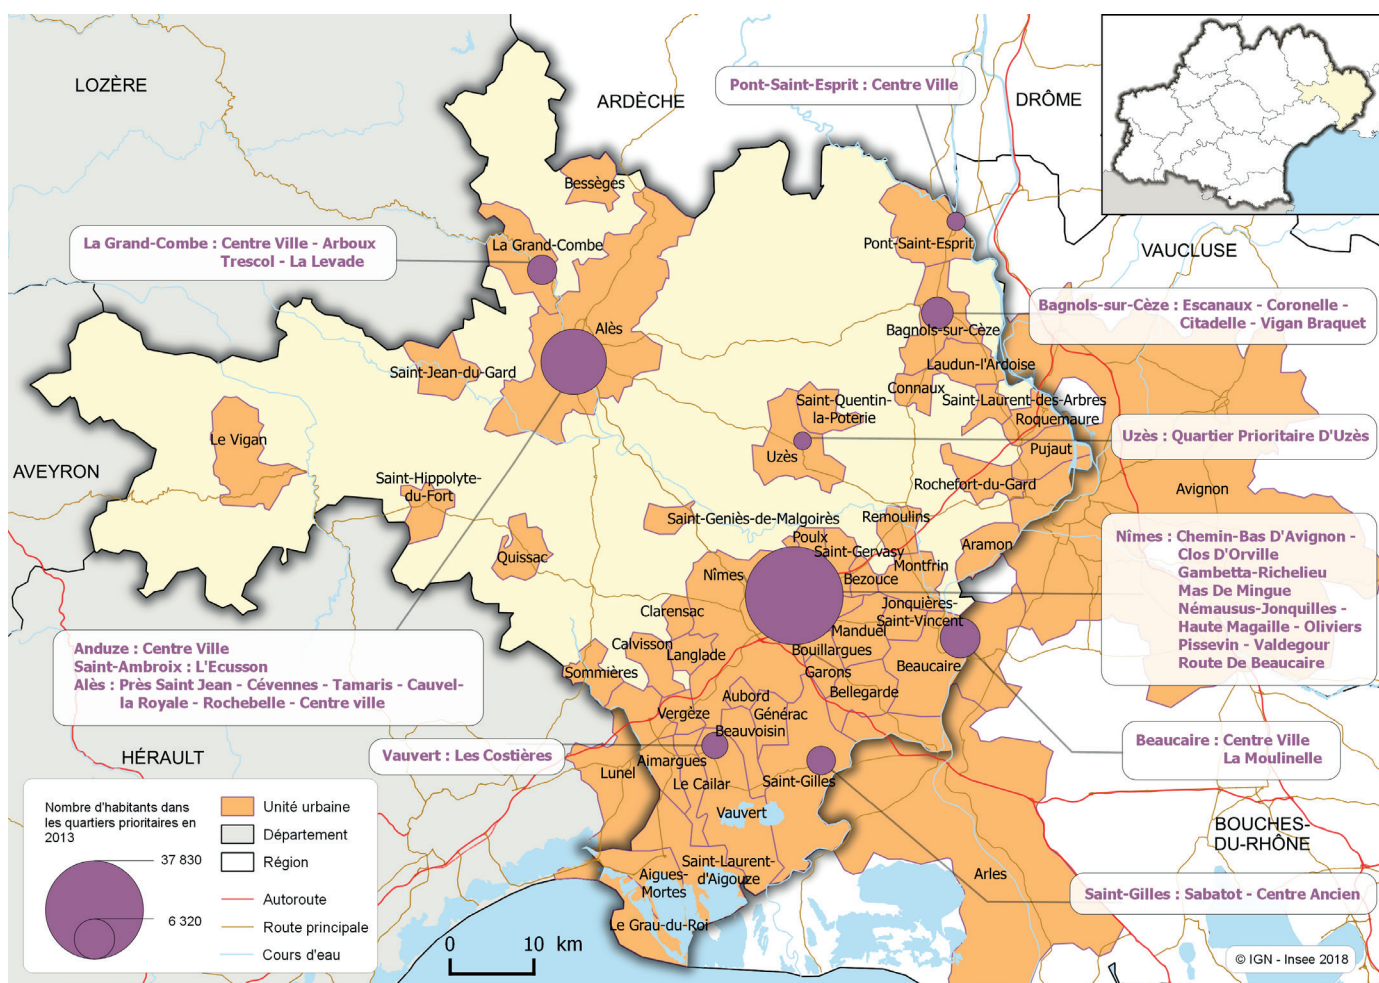 LOZÈRE
ARDÈCHE
DRÔME
VAUCLUSE
AVEYRON
HÉRAULT
BOUCHES-
DU-RHÔNE
Pont-Saint-Esprit : Centre Ville
La Grand-Combe : Centre Ville - Arboux
Trescol - La Levade
Bagnols-sur-Cèze : Escanaux - Coronelle -
Citadelle - Vigan Braquet
Uzès : Quartier Prioritaire D'Uzès
Nîmes : Chemin-Bas D'Avignon -
Clos D'Orville
Gambetta-Richelieu
Mas De Mingue
Némausus-Jonquilles -
Haute Magaille - Oliviers
Pissevin - Valdegour
Route De Beaucaire
Anduze : Centre Ville
Saint-Ambroix : L'Ecusson
Alès : Près Saint Jean - Cévennes - Tamaris - Cauvel-
la Royale - Rochebelle - Centre ville
Vauvert : Les Costières
Beaucaire : Centre Ville
La Moulinelle
Saint-Gilles : Sabatot - Centre Ancien
Bessèges
La Grand-Combe
Pont-Saint-Esprit
Alès
Bagnols-sur-Cèze
Saint-Jean-du-Gard
Laudun-l'Ardoise
Connaux
Saint-Quentin-
la-Poterie
Saint-Laurent-des-Arbres
Roquemaure
Le Vigan
Uzès
Pujaut
Saint-Hippolyte-
du-Fort
Rochefort-du-Gard
Avignon
Saint-Geniès-de-Malgoirès
Remoulins
Poulx
Saint-Gervasy
Aramon
Quissac
Montfrin
Nîmes
Bezouce
Clarensac
Jonquières-
Saint-Vincent
Manduel
Calvisson
Langlade
Bouillargues
Beaucaire
Sommières
Garons
Bellegarde
Aubord
Vergèze
Générac
Beauvoisin
Aimargues
Lunel
Le Cailar
Saint-Gilles
Vauvert
Saint-Laurent-
d'Aigouze
Aigues-
Mortes
Arles
Le Grau-du-Roi
Nombre d'habitants dans
les quartiers prioritaires en
2013
37 830
6 320
Unité urbaine
Département
Région
Autoroute
Route principale
Cours d'eau
0 10 km
© IGN - Insee 2018